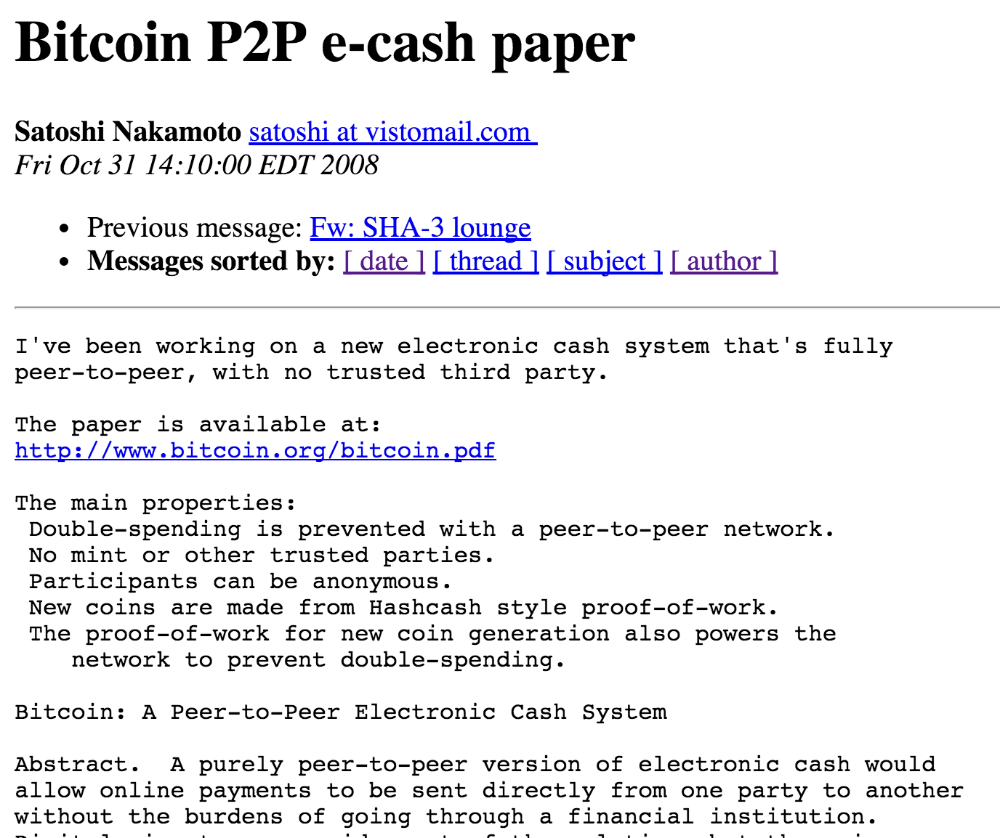 Bitcoin P2P e-cash paper
Satoshi Nakamoto satoshi at vistomail.com
Fri Oct 31 14:10:00 EDT 2008
• Previous message: Fw: SHA-3 lounge
• Messages sorted by: [ date ] [ thread ] [ subject ] [ author ]
I've been working on a new electronic cash system that's fully
peer-to-peer, with no trusted third party.
The paper is available at:
http://www.bitcoin.org/bitcoin.pdf
The main properties:
Double-spending is prevented with a peer-to-peer network.
No mint or other trusted parties.
Participants can be anonymous.
New coins are made from Hashcash style proof-of-work.
The proof-of-work for new coin generation also powers the
network to prevent double-spending.
Bitcoin: A Peer-to-Peer Electronic Cash System
Abstract.  A purely peer-to-peer version of electronic cash would
allow online payments to be sent directly from one party to another
without the burdens of going through a financial institution.